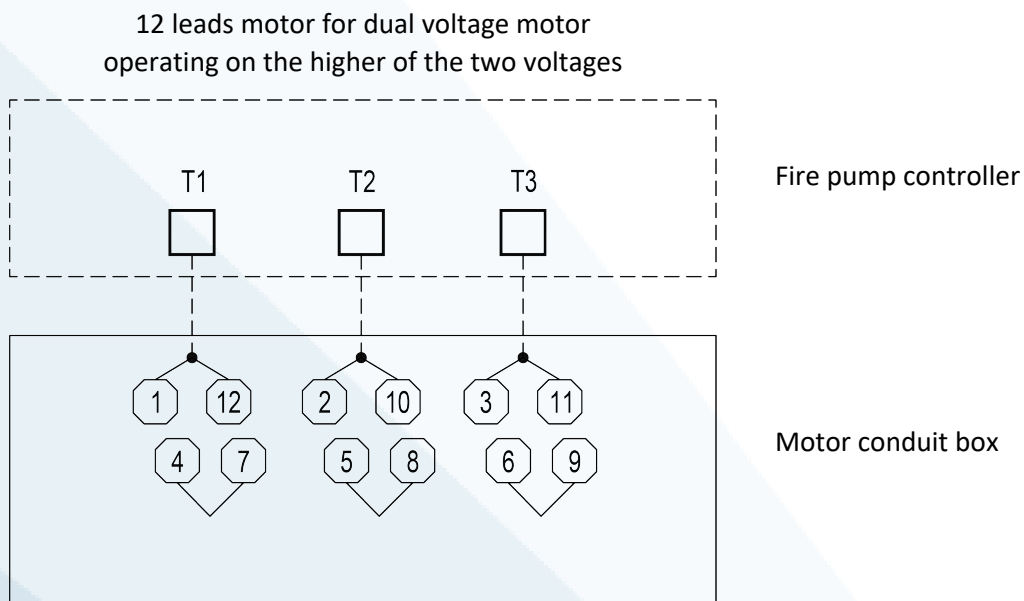 12 leads motor for dual voltage motor
operating on the higher of the two voltages
T1 T2 T3
Fire pump controller
1 12 2 10 3 11
4 7 5 8 6 9
Motor conduit box